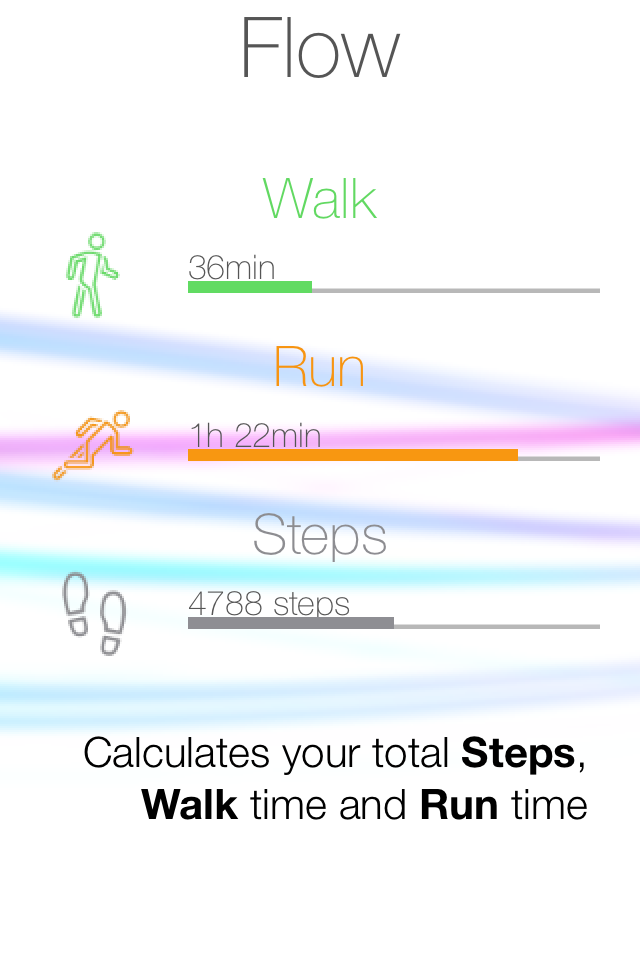 Flow
Walk
36min
Run
1h 22min
Steps
4788 steps
Calculates your total Steps,
Walk time and Run time